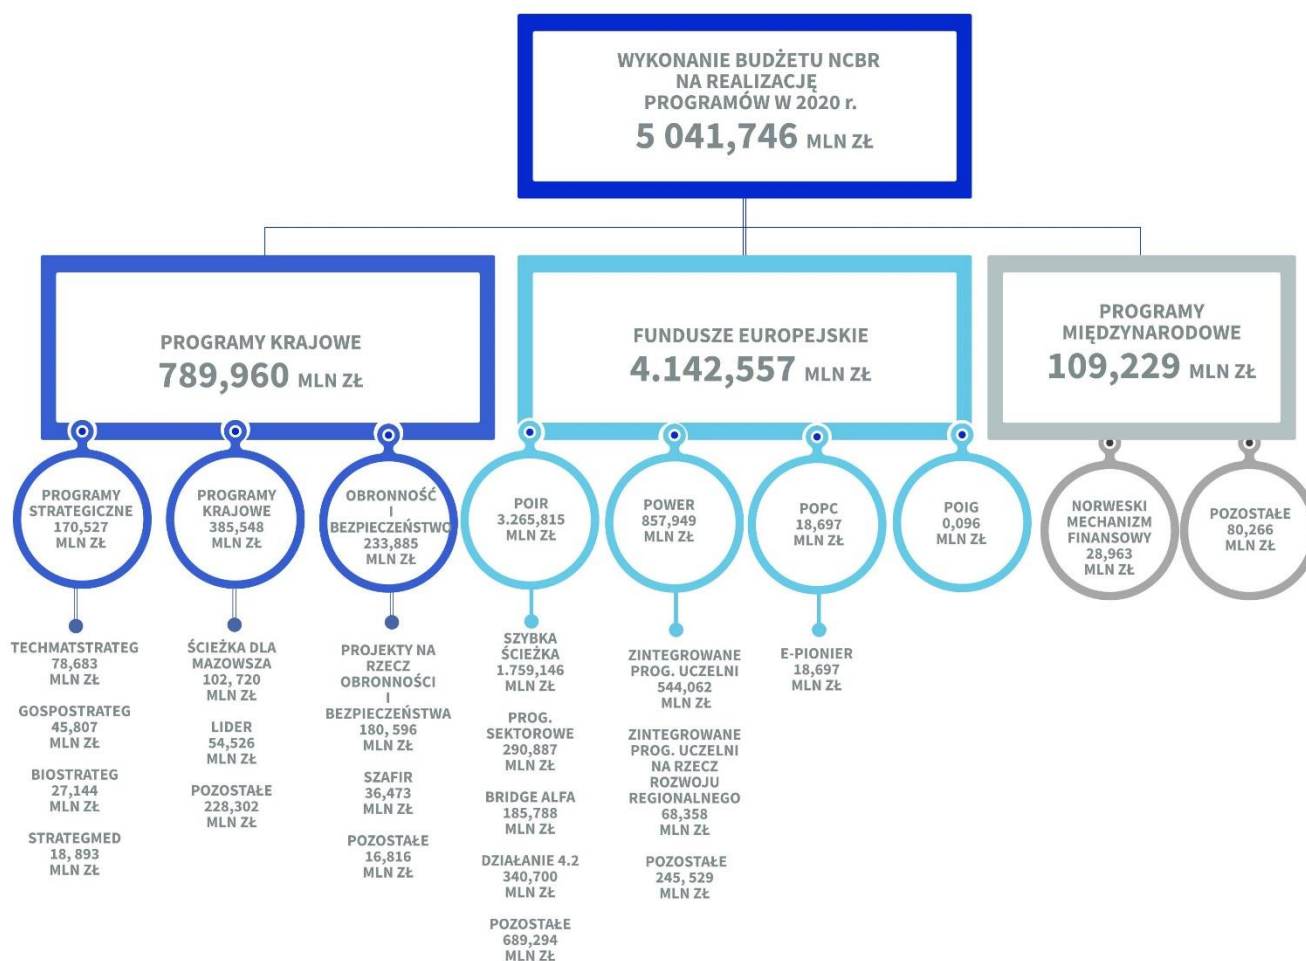 WYKONANIE BUDŻETU NCBR
NA REALIZACJĘ
PROGRAMÓW W 2020 r.
5 041,746 MLN ZŁ
PROGRAMY KRAJOWE
789,960 MLN ZŁ
FUNDUSZE EUROPEJSKIE
4.142,557 MLN ZŁ
PROGRAMY
MIĘDZYNARODOWE
109,229 MLN ZŁ
PROGRAMY
STRATEGICZNE
170,527
MLN ZŁ
PROGRAMY
KRAJOWE
385,548
MLN ZŁ
OBRONNOŚĆ
I
BEZPIECZEŃSTWO
233,885
MLN ZŁ
POIR
3.265,815
MLN ZŁ
POWER
857,949
MLN ZŁ
POPC
18,697
MLN ZŁ
POIG
0,096
MLN ZŁ
NORWESKI
MECHANIZM
FINANSOWY
28,963
MLN ZŁ
POZOSTAŁE
80,266
MLN ZŁ
TECHMATSTRATEG
78,683
MLN ZŁ
GOSPOSTRATEG
45,807
MLN ZŁ
BIOSTRATEG
27,144
MLN ZŁ
STRATEGMED
18, 893
MLN ZŁ
ŚCIEŻKA DLA
MAZOWSZA
102, 720
MLN ZŁ
LIDER
54,526
MLN ZŁ
POZOSTAŁE
228,302
MLN ZŁ
PROJEKTY NA
RZECZ
OBRONNOŚCI
I
BEZPIECZEŃSTWA
180, 596
MLN ZŁ
SZAFIR
36,473
MLN ZŁ
POZOSTAŁE
16,816
MLN ZŁ
SZYBKA
ŚCIEŻKA
1.759,146
MLN ZŁ
PROG.
SEKTOROWE
290,887
MLN ZŁ
BRIDGE ALFA
185,788
MLN ZŁ
DZIAŁANIE 4.2
340,700
MLN ZŁ
POZOSTAŁE
689,294
MLN ZŁ
ZINTEGROWANE
PROG. UCZELNI
544,062
MLN ZŁ
ZINTEGROWANE
PROG. UCZELNI
NA RZECZ
ROZWOJU
REGIONALNEGO
68,358
MLN ZŁ
POZOSTAŁE
245, 529
MLN ZŁ
E-PIONIER
18,697
MLN ZŁ